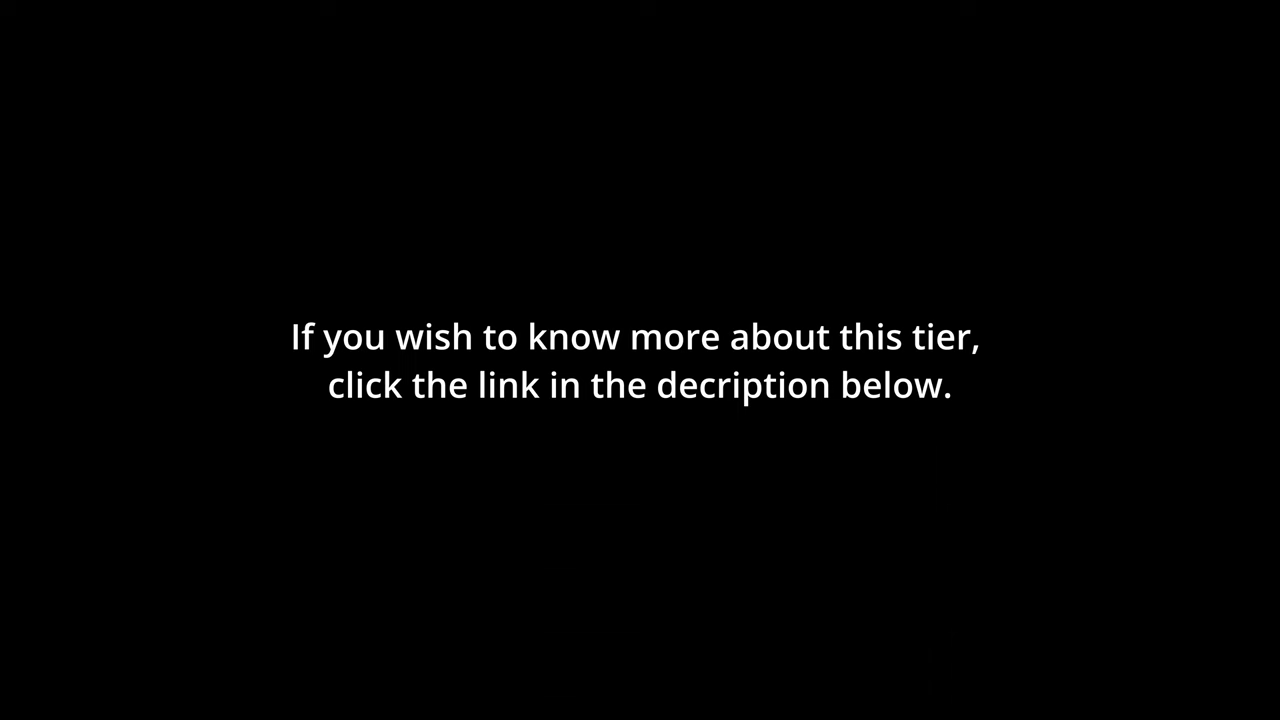 If you wish to know more about this tier,
click the link in the decription below.